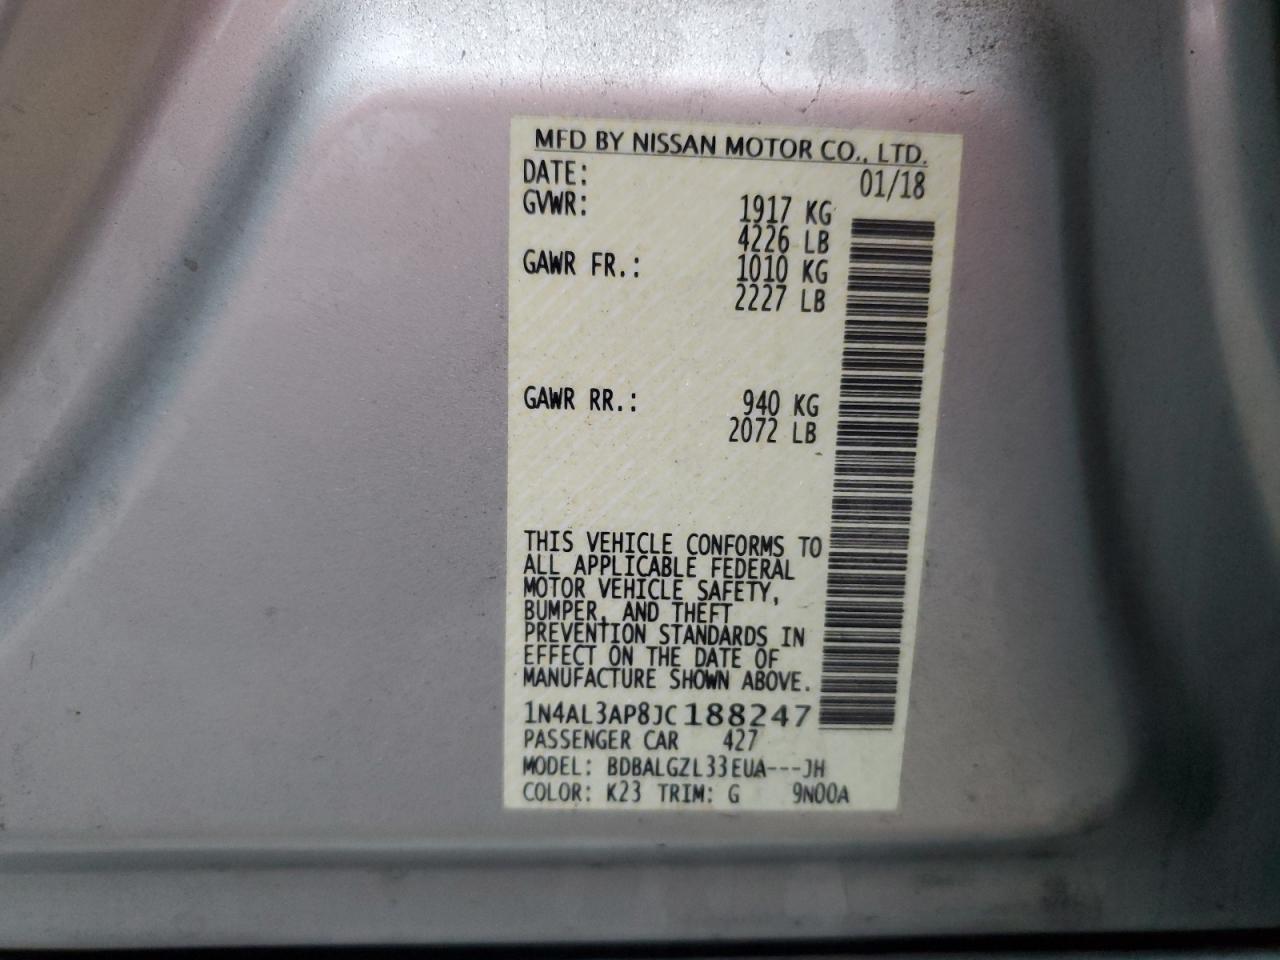 MFD BY NISSAN MOTOR CO., LTD.
DATE: 01/18
GVWR: 1917 KG
4226 LB
GAWR FR.: 1010 KG
2227 LB
GAWR RR.: 940 KG
2072 LB
THIS VEHICLE CONFORMS TO
ALL APPLICABLE FEDERAL
MOTOR VEHICLE SAFETY,
BUMPER, AND THEFT
PREVENTION STANDARDS IN
EFFECT ON THE DATE OF
MANUFACTURE SHOWN ABOVE.
1N4AL3AP8JC188247
PASSENGER CAR 427
MODEL: BDBALGZL33EUA---JH
COLOR: K23 TRIM: G 9N00A